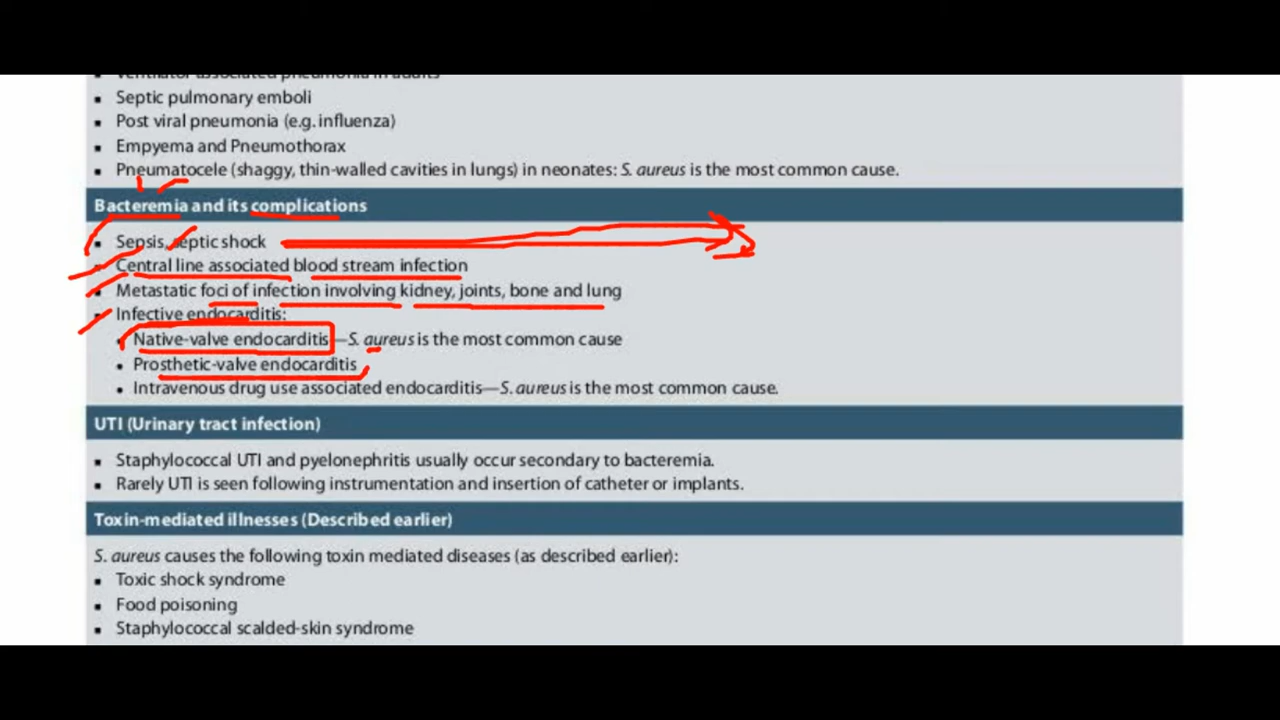 Ventilator associated pneumonia in adults
▪ Septic pulmonary emboli
▪ Post viral pneumonia (e.g. influenza)
▪ Empyema and Pneumothorax
▪ Pneumatocele (shaggy, thin-walled cavities in lungs) in neonates: S. aureus is the most common cause.
Bacteremia and its complications
▪ Sepsis, septic shock
▪ Central line associated blood stream infection
▪ Metastatic foci of infection involving kidney, joints, bone and lung
▪ Infective endocarditis:
• Native-valve endocarditis—S. aureus is the most common cause
• Prosthetic-valve endocarditis
• Intravenous drug use associated endocarditis—S. aureus is the most common cause.
UTI (Urinary tract infection)
▪ Staphylococcal UTI and pyelonephritis usually occur secondary to bacteremia.
▪ Rarely UTI is seen following instrumentation and insertion of catheter or implants.
Toxin-mediated illnesses (Described earlier)
S. aureus causes the following toxin mediated diseases (as described earlier):
▪ Toxic shock syndrome
▪ Food poisoning
▪ Staphylococcal scalded-skin syndrome